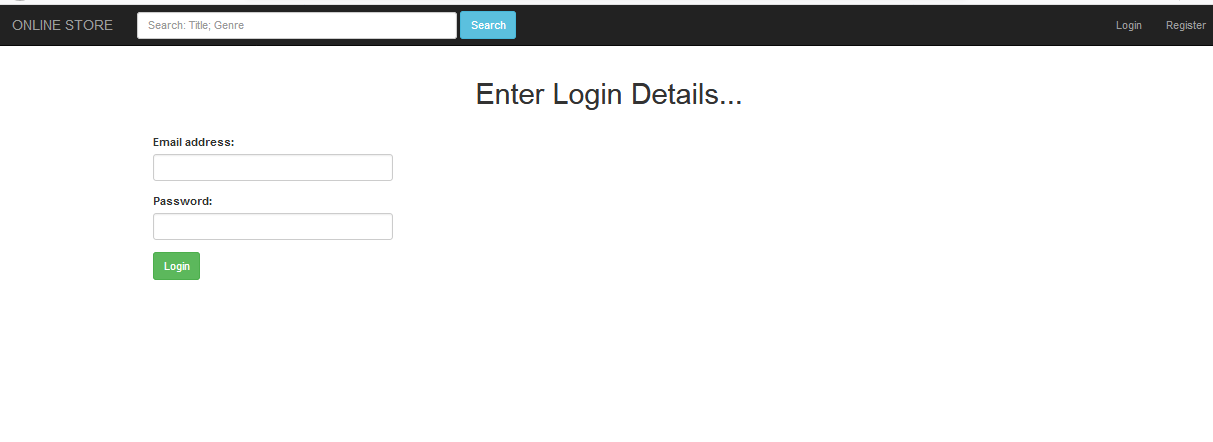 ONLINE STORE Search: Title; Genre Search Login Register
Enter Login Details...
Email address:
Password:
Login